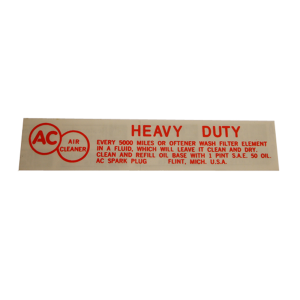 AC
AIR
CLEANER
HEAVY DUTY
EVERY 5000 MILES OR OFTENER WASH FILTER ELEMENT
IN A FLUID, WHICH WILL LEAVE IT CLEAN AND DRY.
CLEAN AND REFILL OIL BASE WITH 1 PINT S.A.E. 50 OIL.
AC SPARK PLUG FLINT, MICH. U.S.A.